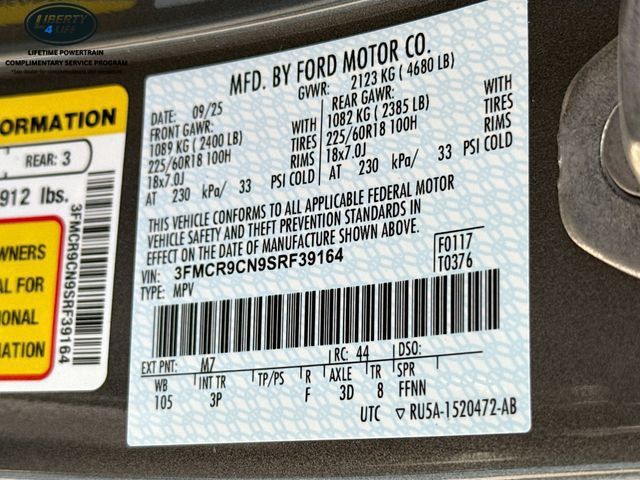 LIBERTY
4 LIFE
LIFETIME POWERTRAIN
COMPLIMENTARY SERVICE PROGRAM
ORMATION
REAR: 3
912 lbs.
3FMCR9CN9SRF39164
WNERS
AL FOR
IONAL
MATION
MFD. BY FORD MOTOR CO.
DATE: 09/25 GVWR: 2123 KG ( 4680 LB)
FRONT GAWR: REAR GAWR:
1089 KG ( 2400 LB) WITH 1082 KG ( 2385 LB) WITH
225/60R18 100H TIRES 225/60R18 100H TIRES
18x7.0J RIMS 18x7.0J RIMS
AT 230 kPa/ 33 PSI COLD AT 230 kPa/ 33 PSI COLD
THIS VEHICLE CONFORMS TO ALL APPLICABLE FEDERAL MOTOR
VEHICLE SAFETY AND THEFT PREVENTION STANDARDS IN
EFFECT ON THE DATE OF MANUFACTURE SHOWN ABOVE.
VIN: 3FMCR9CN9SRF39164 F0117
TYPE: MPV T0376
EXT PNT: M7 RC: 44 DSO:
WB INT TR TP/PS R AXLE TR SPR
105 3P F 3D 8 FFNN
UTC ▽ RU5A-1520472-AB